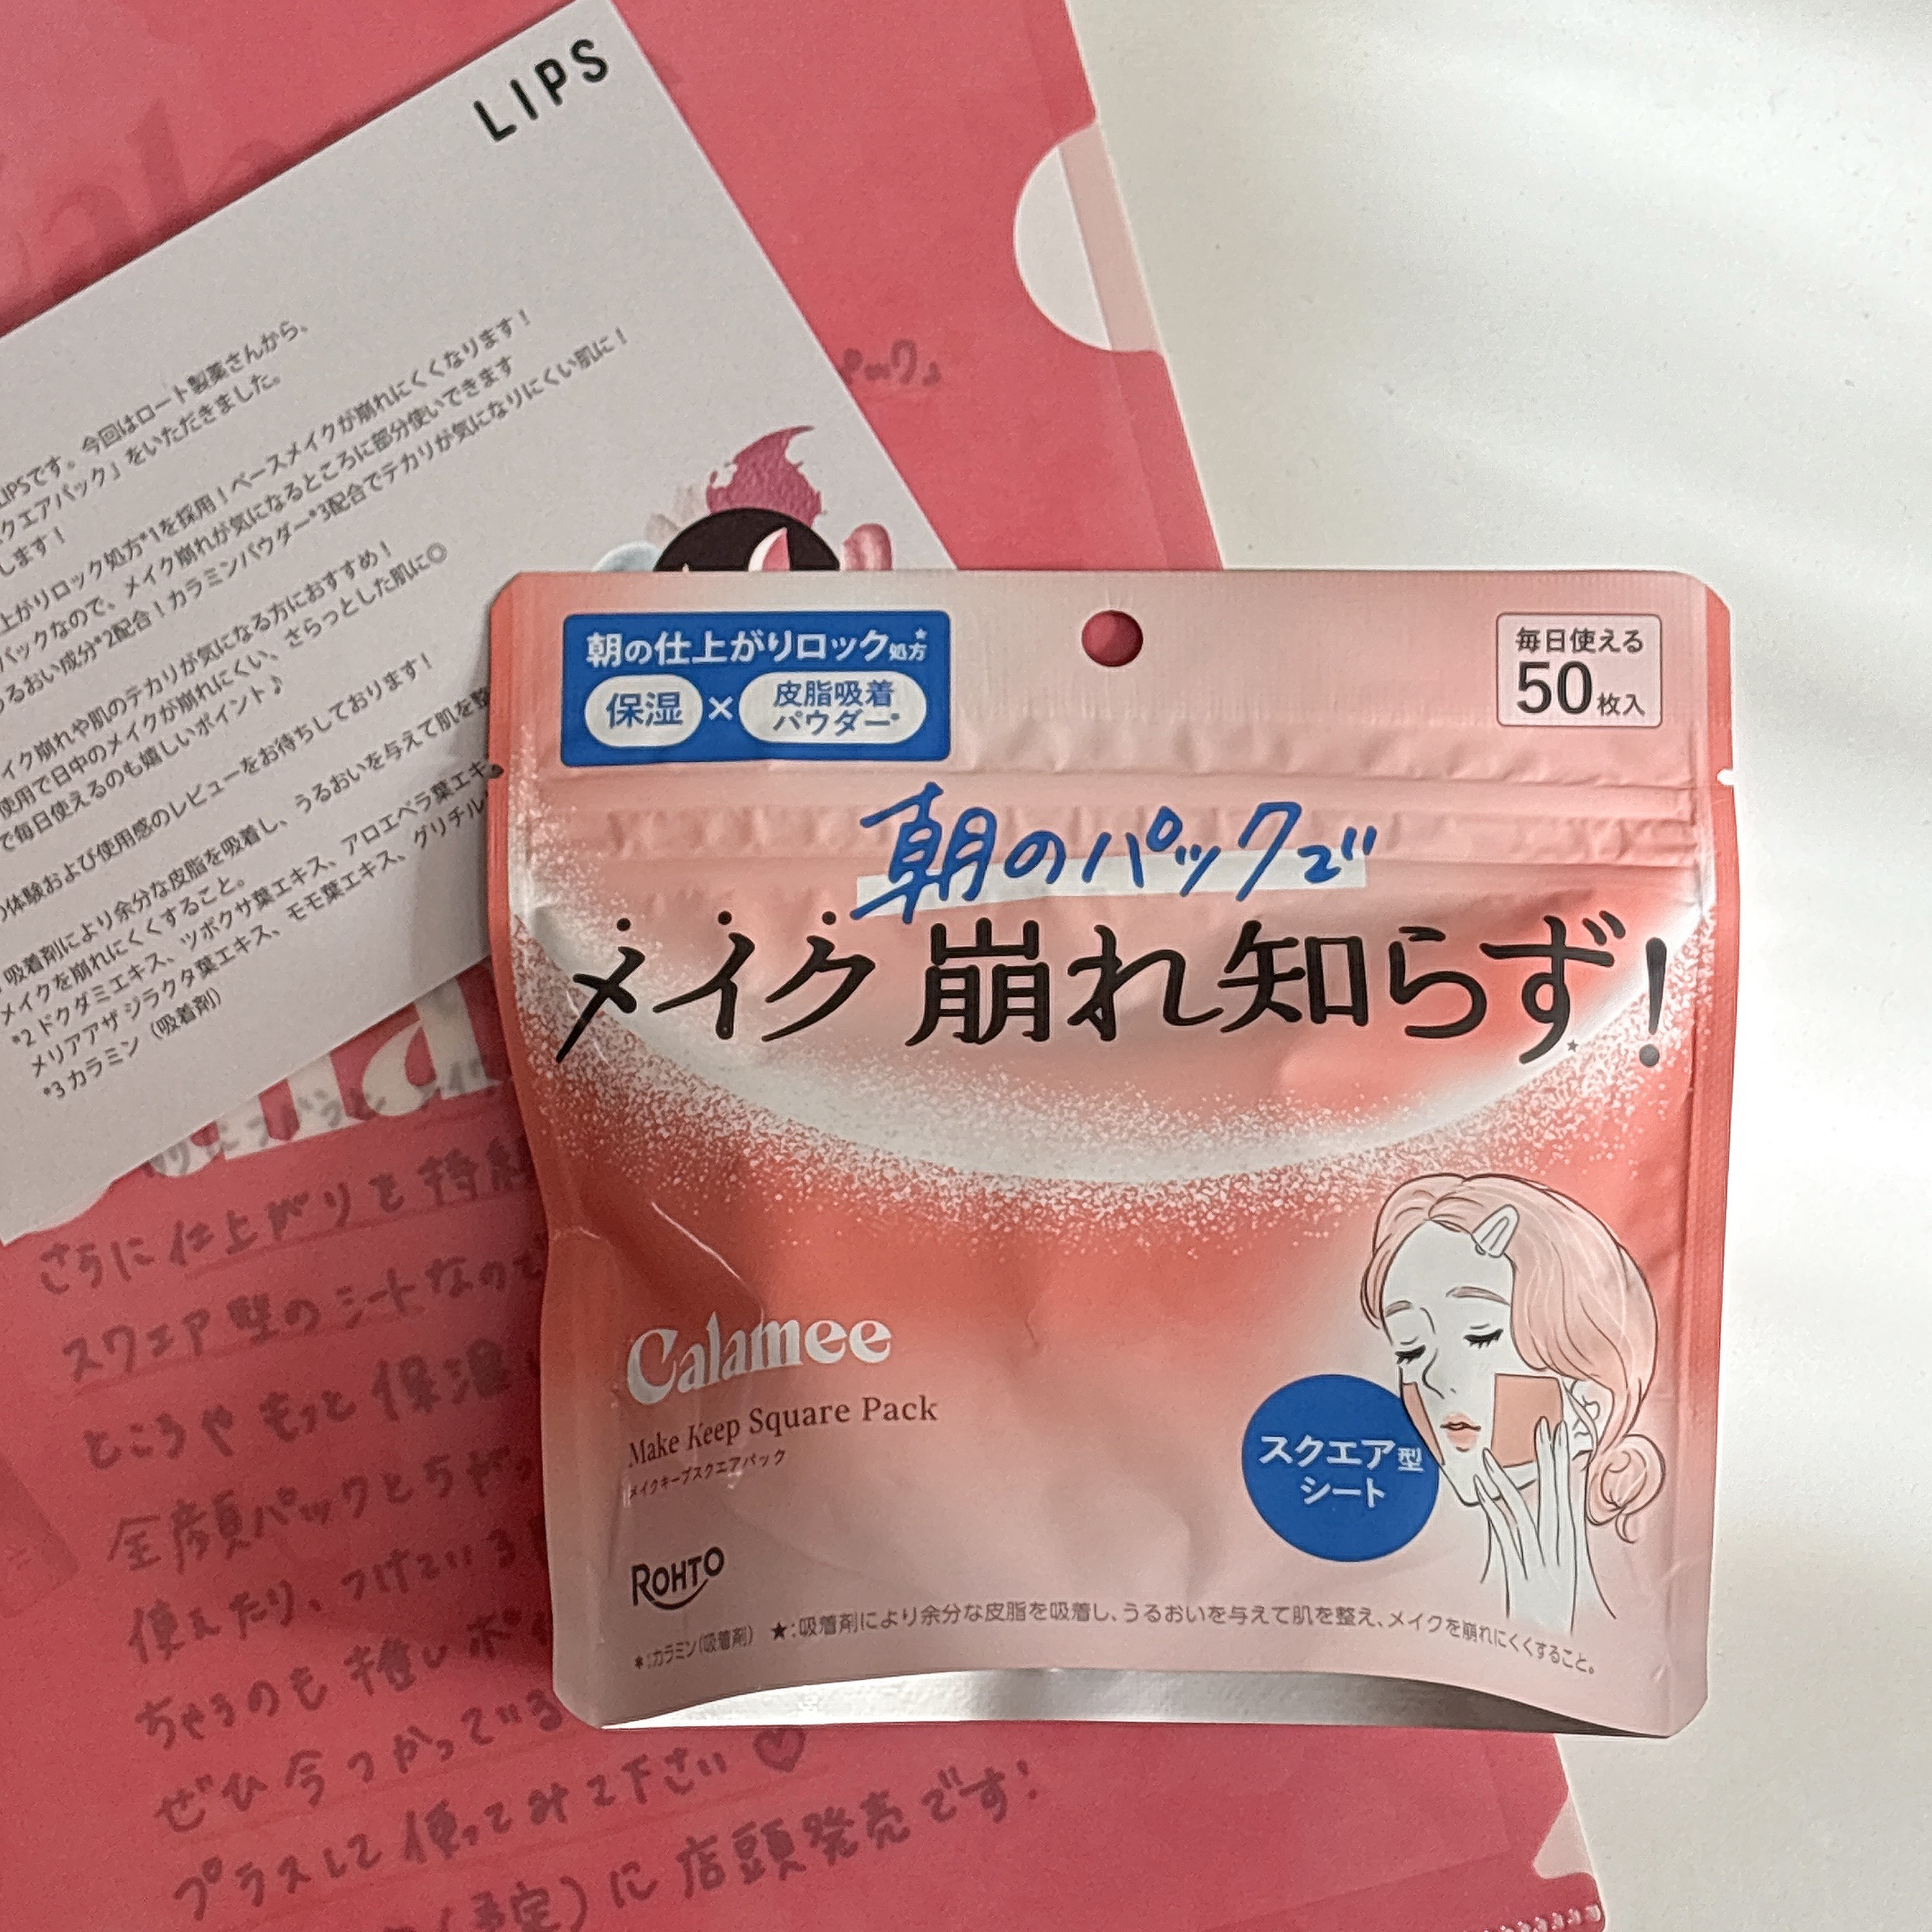 LIPS
LIPSです。今回はロート製薬さんから、
クエアパック」をいただきました。
します！
上がりロック処方*1を採用！ベースメイクが崩れにくくなります！
パックなので、メイク崩れが気になるところに部分使いできます
うるおい成分*2配合！カラミンパウダー*3配合でテカリが気になりにくい肌に！
イク崩れや肌のテカリが気になる方におすすめ！
使用で日中のメイクが崩れにくい、さらっとした肌に◎
で毎日使えるのも嬉しいポイント♪
の体験および使用感のレビューをお待ちしております！
吸着剤により余分な皮脂を吸着し、うるおいを与えて肌を整
メイクを崩れにくくすること。
*2 ドクダミエキス、ツボクサ葉エキス、アロエベラ葉エキ
メリアアザジラクタ葉エキス、モモ葉エキス、グリチル
*3 カラミン（吸着剤）
パック♪
朝の仕上がりロック処方★
保湿×皮脂吸着パウダー*
毎日使える
50枚入
朝のパックで
メイク崩れ知らず！★
Calamee
Make Keep Square Pack
メイクキープスクエアパック
スクエア型
シート
ROHTO
*:カラミン(吸着剤) ★:吸着剤により余分な皮脂を吸着し、うるおいを与えて肌を整え、メイクを崩れにくくすること。
さらに仕上がりを持続
スクエア型のシートなので
ところやもっと保湿
全顔パックとちがっ
使えたり、つけている
ちゃうのも推しポ
ぜひ今つかっている
プラスして使ってみて下さい♡
(予定)に店頭発売です!